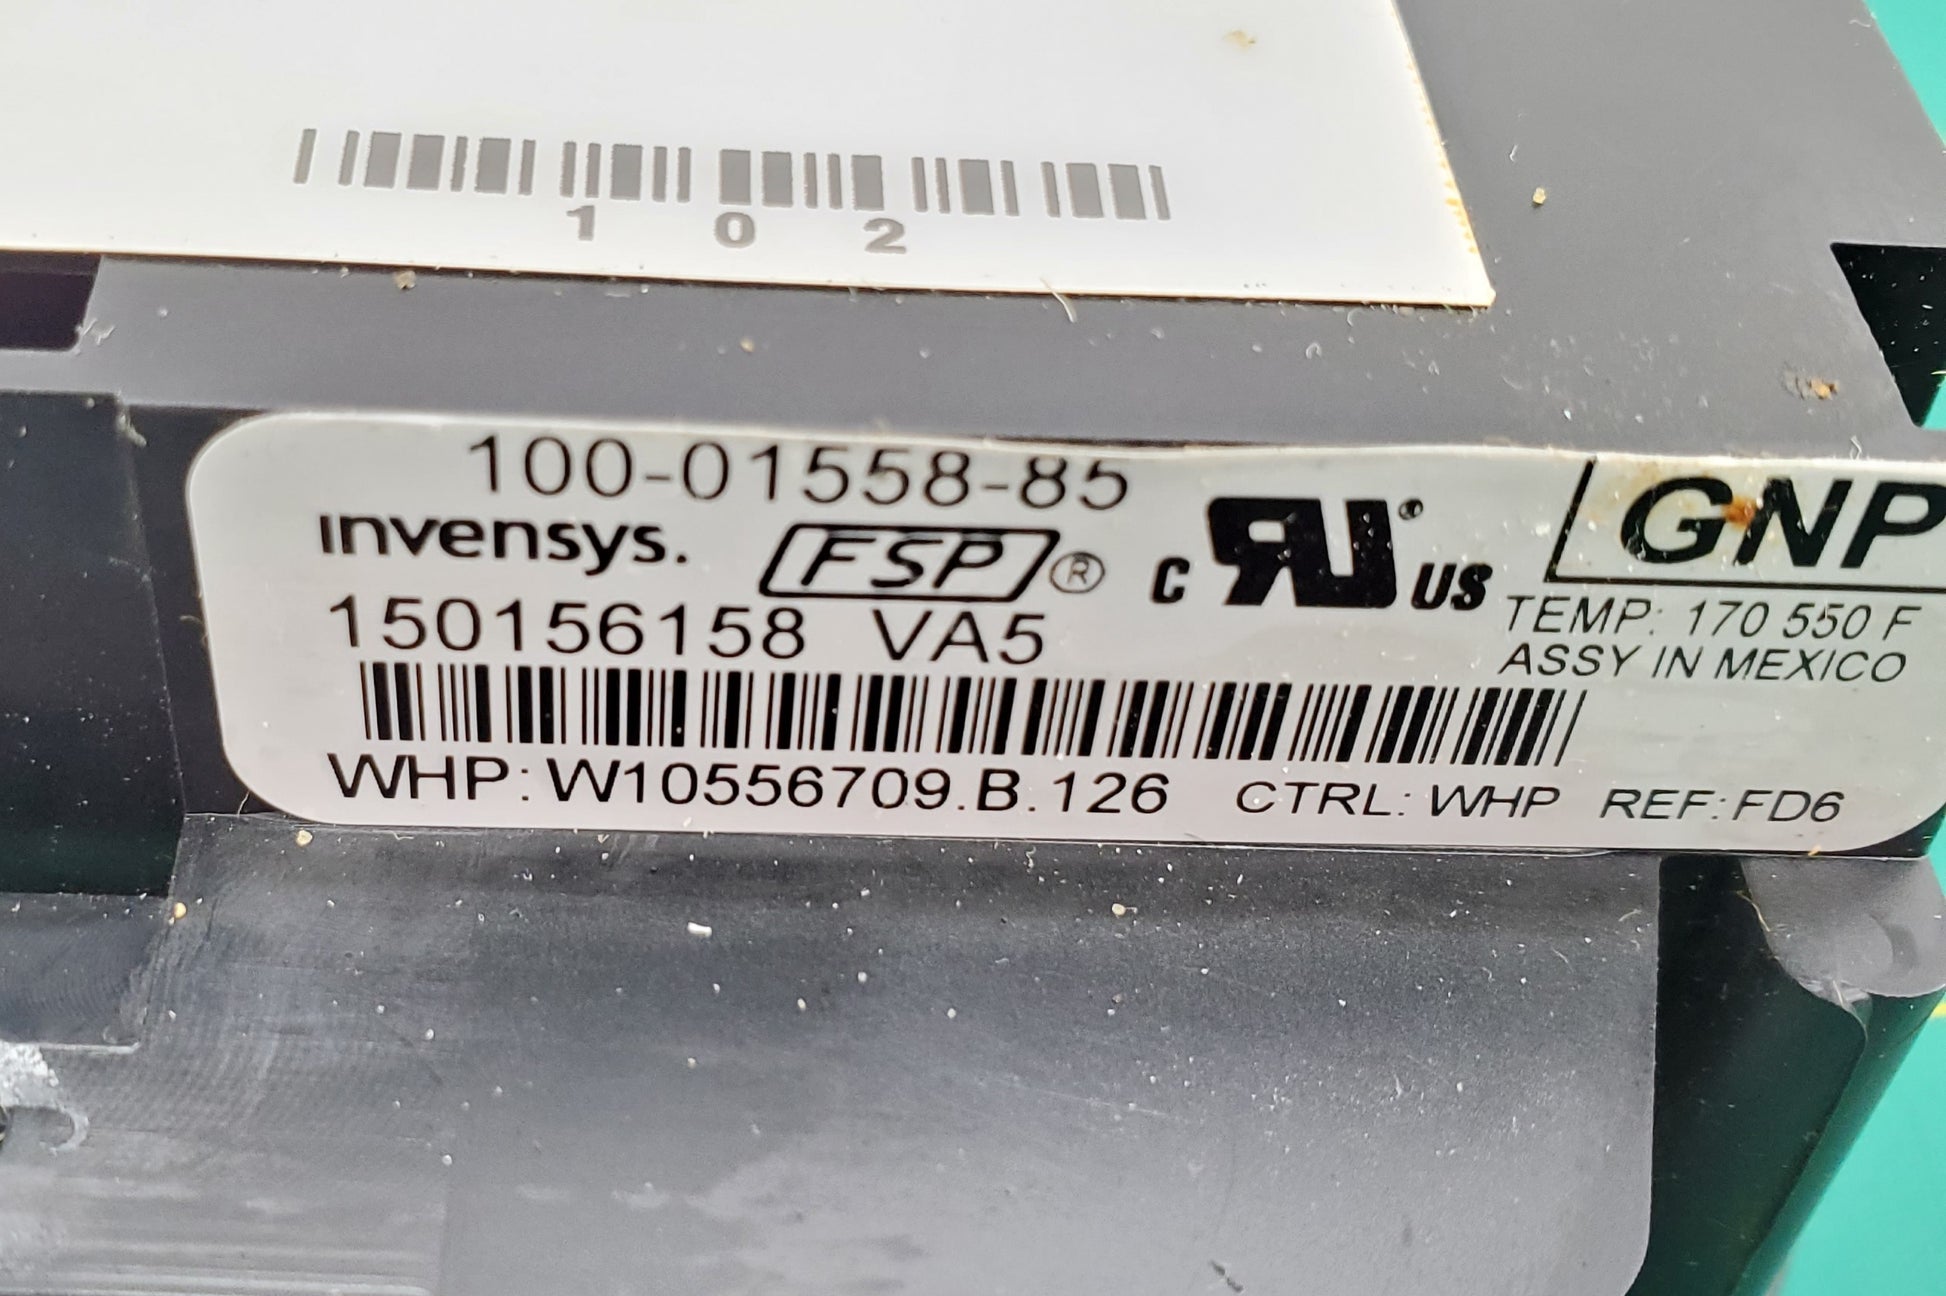 1 0 2
100-01558-85
invensys. FSP® c RU® US GNP
150156158 VA5
TEMP: 170 550 F
ASSY IN MEXICO
WHP: W10556709.B.126 CTRL: WHP REF: FD6